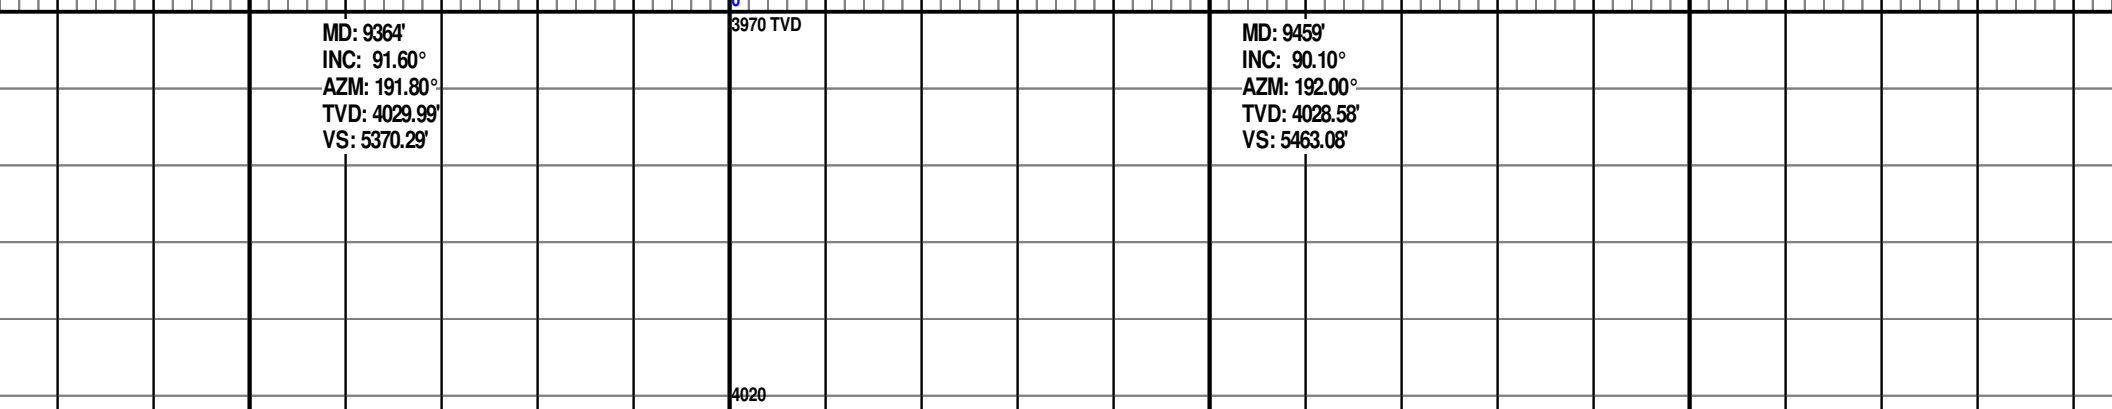 0
MD: 9364'
INC: 91.60°
AZM: 191.80°
TVD: 4029.99'
VS: 5370.29'
3970 TVD
MD: 9459'
INC: 90.10°
AZM: 192.00°
TVD: 4028.58'
VS: 5463.08'
4020